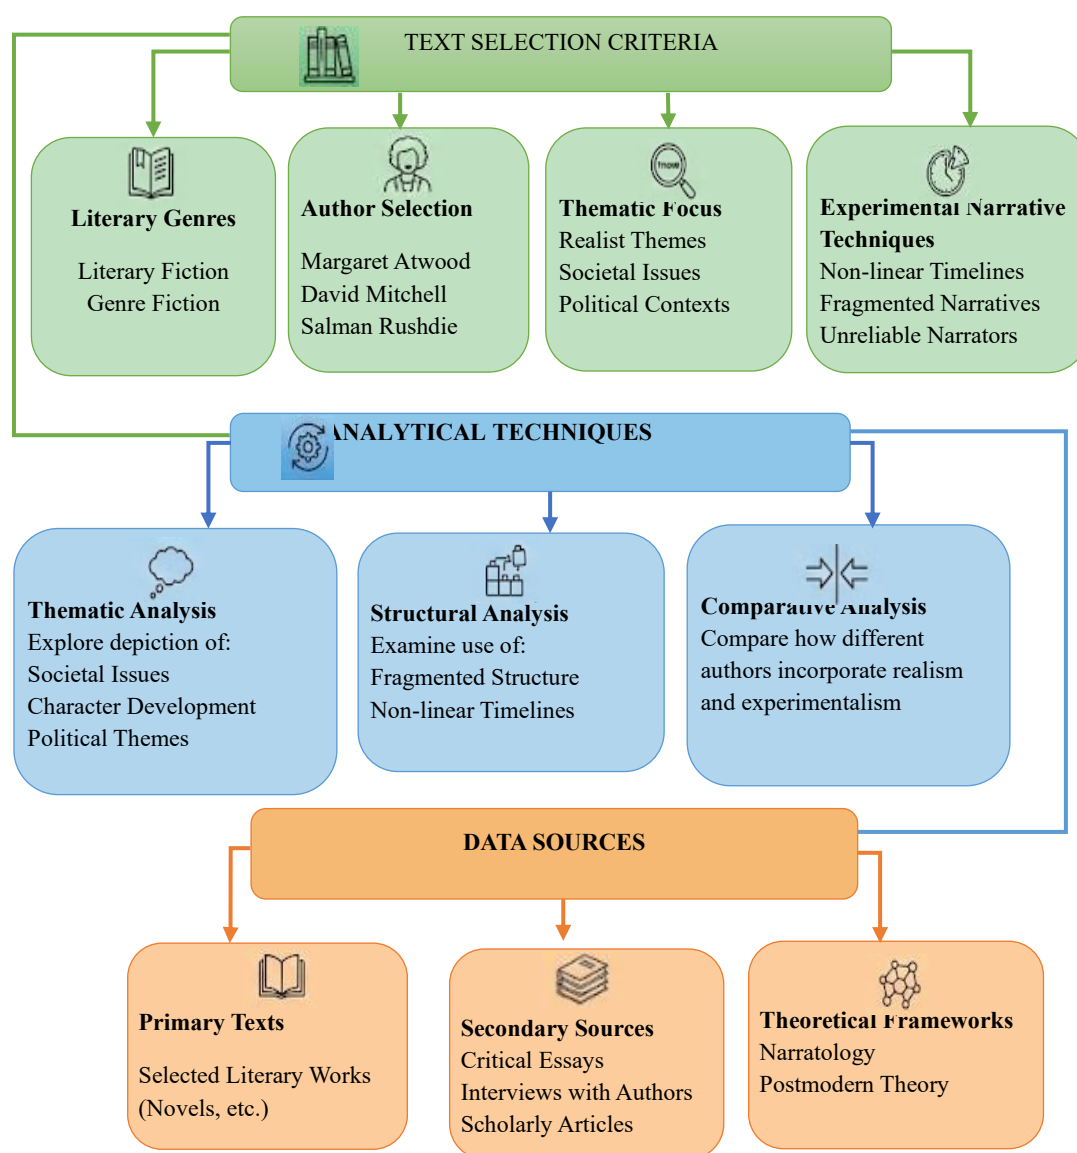 TEXT SELECTION CRITERIA
Literary Genres
Literary Fiction
Genre Fiction
Author Selection
Margaret Atwood
David Mitchell
Salman Rushdie
Thematic Focus
Realist Themes
Societal Issues
Political Contexts
Experimental Narrative
Techniques
Non-linear Timelines
Fragmented Narratives
Unreliable Narrators
ANALYTICAL TECHNIQUES
Thematic Analysis
Explore depiction of:
Societal Issues
Character Development
Political Themes
Structural Analysis
Examine use of:
Fragmented Structure
Non-linear Timelines
Comparative Analysis
Compare how different
authors incorporate realism
and experimentalism
DATA SOURCES
Primary Texts
Selected Literary Works
(Novels, etc.)
Secondary Sources
Critical Essays
Interviews with Authors
Scholarly Articles
Theoretical Frameworks
Narratology
Postmodern Theory